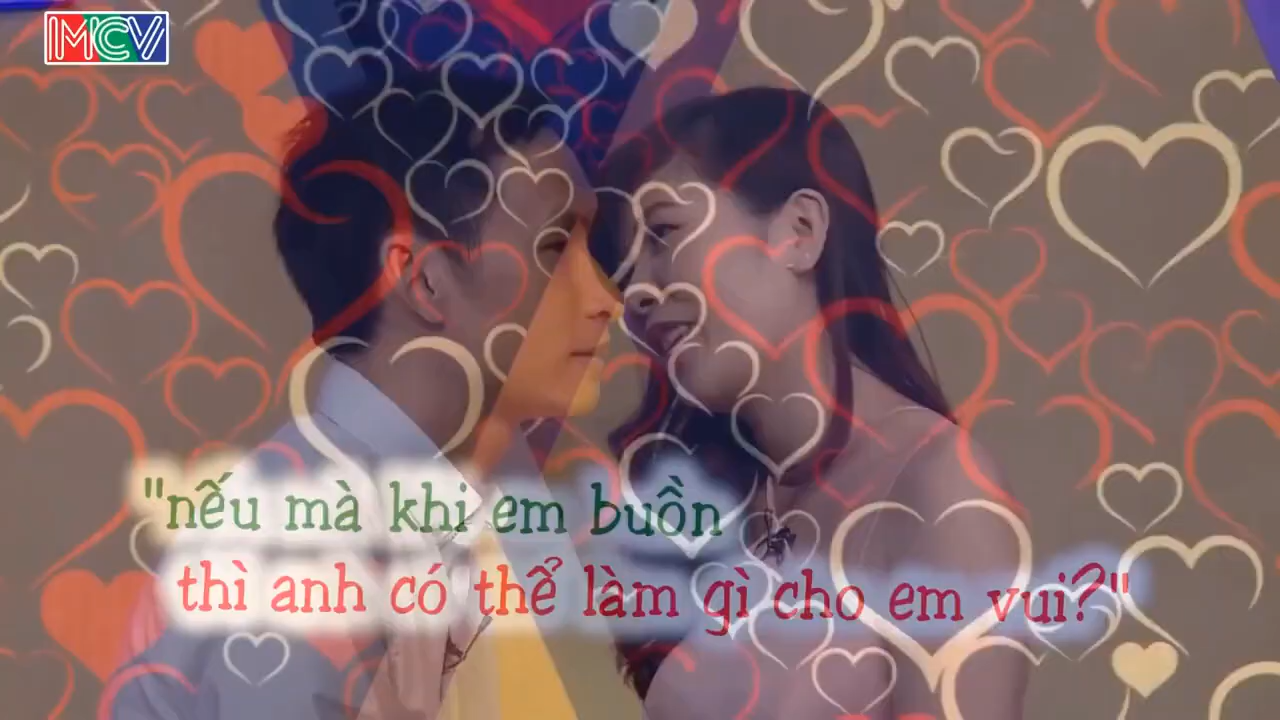 MCV
"nếu mà khi em buồn
thì anh có thể làm gì cho em vui?"